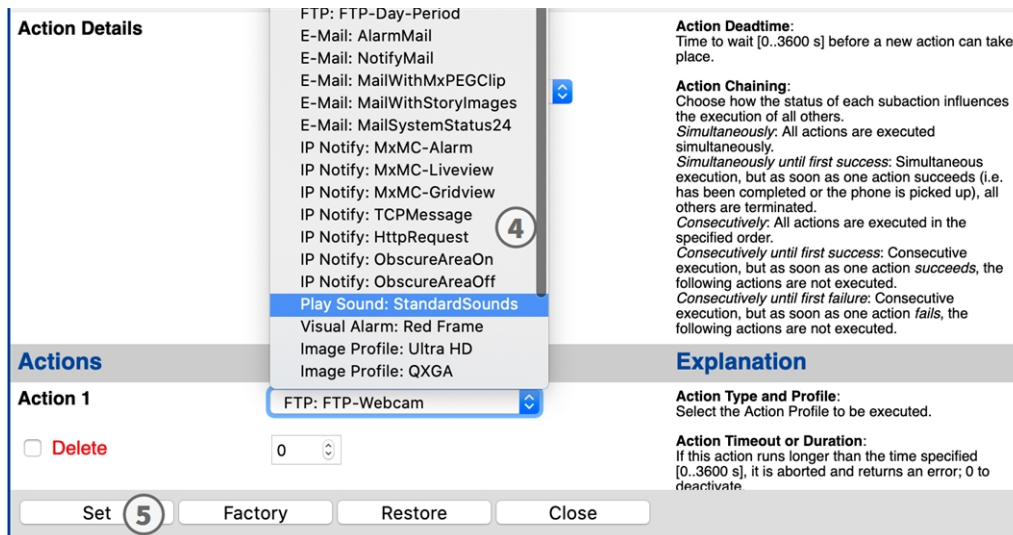 Action Details
FTP: FTP-Day-Period
E-Mail: AlarmMail
E-Mail: NotifyMail
E-Mail: MailWithMxPEGClip
E-Mail: MailWithStoryImages
E-Mail: MailSystemStatus24
IP Notify: MxMC-Alarm
IP Notify: MxMC-Liveview
IP Notify: MxMC-Gridview
IP Notify: TCPMessage
IP Notify: HttpRequest
IP Notify: ObscureAreaOn
IP Notify: ObscureAreaOff
Play Sound: StandardSounds
Visual Alarm: Red Frame
Image Profile: Ultra HD
Image Profile: QXGA
4
Action Deadtime:
Time to wait [0..3600 s] before a new action can take
place.
Action Chaining:
Choose how the status of each subaction influences
the execution of all others.
Simultaneously: All actions are executed
simultaneously.
Simultaneously until first success: Simultaneous
execution, but as soon as one action succeeds (i.e.
has been completed or the phone is picked up), all
others are terminated.
Consecutively: All actions are executed in the
specified order.
Consecutively until first success: Consecutive
execution, but as soon as one action succeeds, the
following actions are not executed.
Consecutively until first failure: Consecutive
execution, but as soon as one action fails, the
following actions are not executed.
Actions
Explanation
Action 1
FTP: FTP-Webcam
Action Type and Profile:
Select the Action Profile to be executed.
Delete
0
Action Timeout or Duration:
If this action runs longer than the time specified
[0..3600 s], it is aborted and returns an error; 0 to
deactivate.
Set
5
Factory
Restore
Close